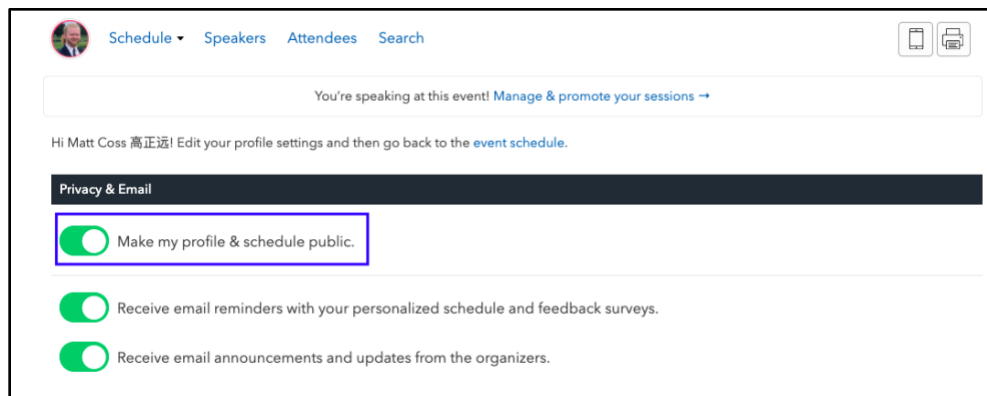 Schedule Speakers Attendees Search
You're speaking at this event! Manage & promote your sessions →
Hi Matt Coss 高正远! Edit your profile settings and then go back to the event schedule.
Privacy & Email
Make my profile & schedule public.
Receive email reminders with your personalized schedule and feedback surveys.
Receive email announcements and updates from the organizers.